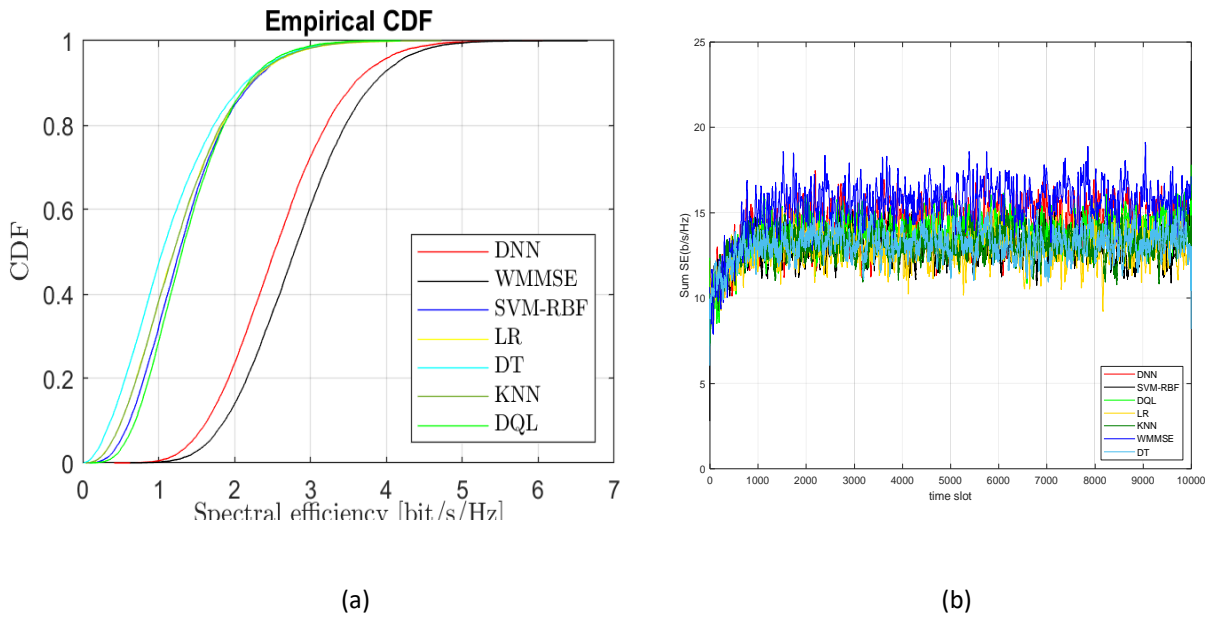 Empirical CDF
1
0.8
0.6
0.4
0.2
0
CDF
0 1 2 3 4 5 6 7
Spectral efficiency [bit/s/Hz]
DNN
WMMSE
SVM-RBF
LR
DT
KNN
DQL
(a)
25
20
15
10
5
0
Sum SE(b/s/Hz)
0 1000 2000 3000 4000 5000 6000 7000 8000 9000 10000
time slot
DNN
SVM-RBF
DQL
LR
KNN
WMMSE
DT
(b)